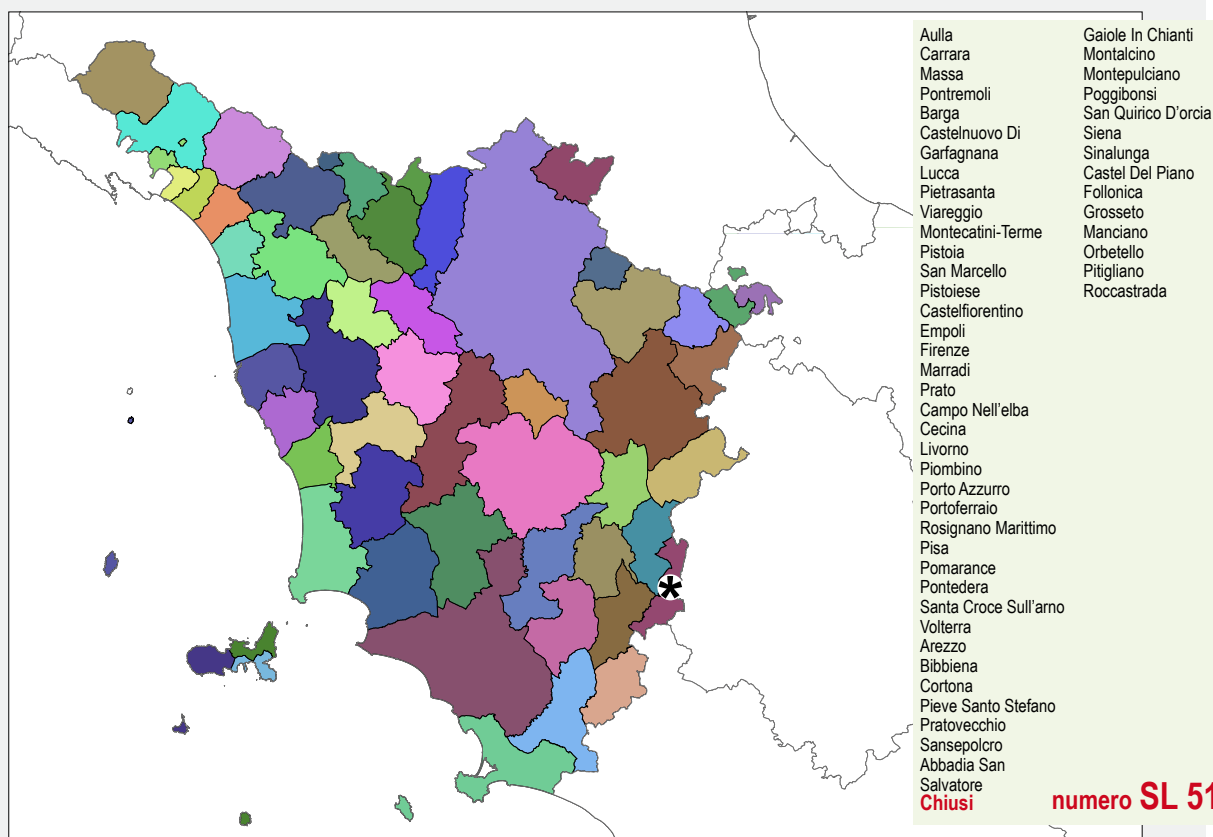 Aulla
Carrara
Massa
Pontremoli
Barga
Castelnuovo Di
Garfagnana
Lucca
Pietrasanta
Viareggio
Montecatini-Terme
Pistoia
San Marcello
Pistoiese
Castelfiorentino
Empoli
Firenze
Marradi
Prato
Campo Nell'elba
Cecina
Livorno
Piombino
Porto Azzurro
Portoferraio
Rosignano Marittimo
Pisa
Pomarance
Pontedera
Santa Croce Sull'arno
Volterra
Arezzo
Bibbiena
Cortona
Pieve Santo Stefano
Pratovecchio
Sansepolcro
Abbadia San
Salvatore
Chiusi
Gaiole In Chianti
Montalcino
Montepulciano
Poggibonsi
San Quirico D'orcia
Siena
Sinalunga
Castel Del Piano
Follonica
Grosseto
Manciano
Orbetello
Pitigliano
Roccastrada
numero SL 51
*